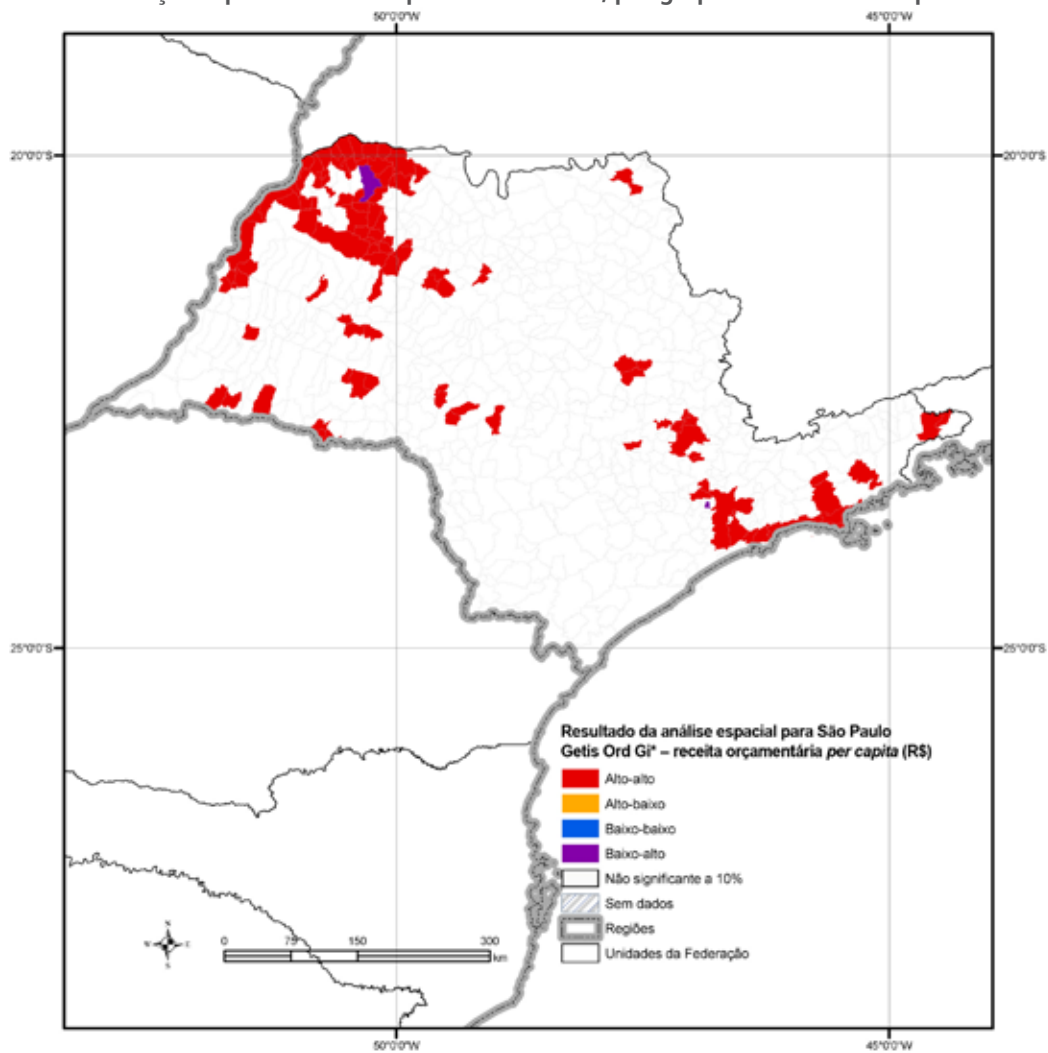 50°0'0"W 45°0'0"W
20°0'0"S 20°0'0"S
25°0'0"S 25°0'0"S
Resultado da análise espacial para São Paulo
Getis Ord Gi* – receita orçamentária per capita (R$)
Alto-alto
Alto-baixo
Baixo-baixo
Baixo-alto
Não significante a 10%
Sem dados
Regiões
Unidades da Federação
N
W E
S
0 75 150 300
km
50°0'0"W 45°0'0"W